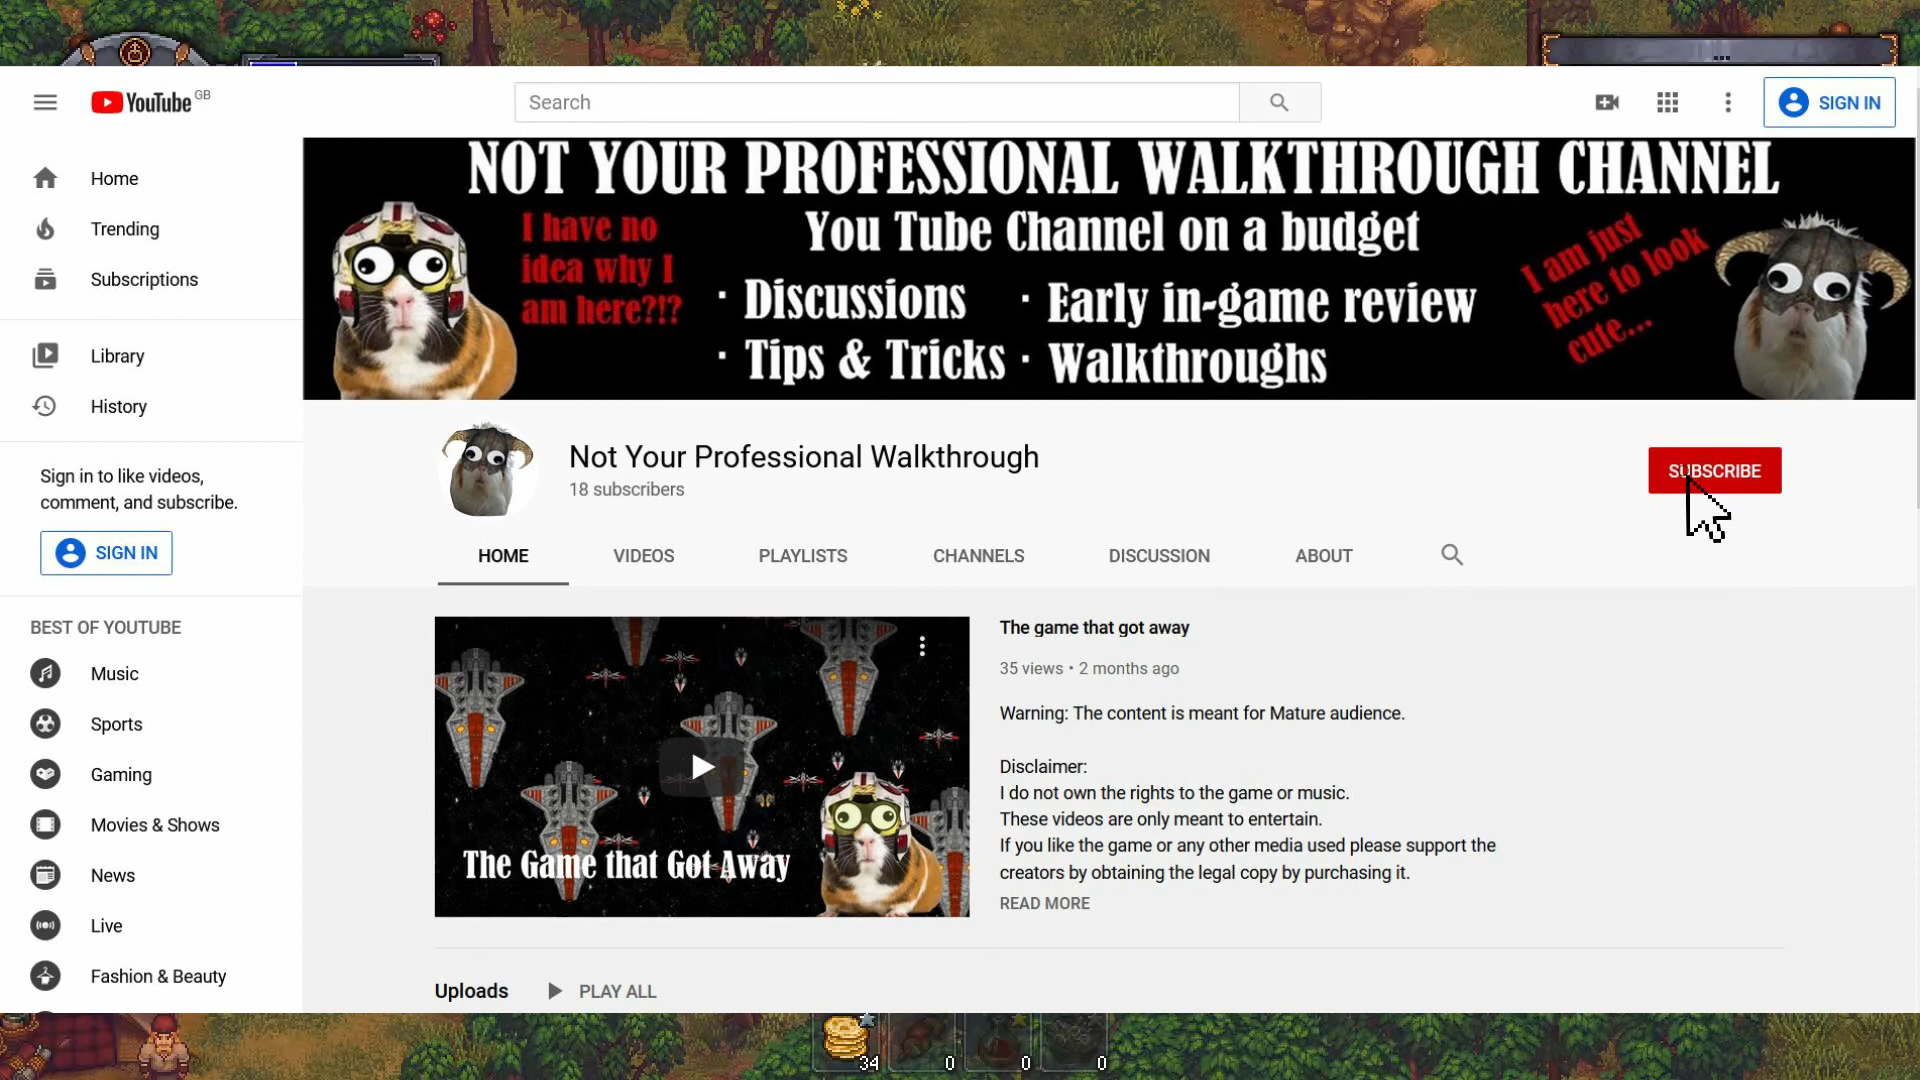 YouTube GB
Search
SIGN IN
Home
Trending
Subscriptions
Library
History
Sign in to like videos,
comment, and subscribe.
SIGN IN
BEST OF YOUTUBE
Music
Sports
Gaming
Movies & Shows
News
Live
Fashion & Beauty
NOT YOUR PROFESSIONAL WALKTHROUGH CHANNEL
You Tube Channel on a budget
I have no
idea why I
am here?!?
· Discussions
· Early in-game review
· Tips & Tricks
· Walkthroughs
I am just
here to look
cute...
Not Your Professional Walkthrough
18 subscribers
SUBSCRIBE
HOME
VIDEOS
PLAYLISTS
CHANNELS
DISCUSSION
ABOUT
The Game that Got Away
The game that got away
35 views • 2 months ago
Warning: The content is meant for Mature audience.
Disclaimer:
I do not own the rights to the game or music.
These videos are only meant to entertain.
If you like the game or any other media used please support the
creators by obtaining the legal copy by purchasing it.
READ MORE
Uploads
PLAY ALL
34
0
0
0